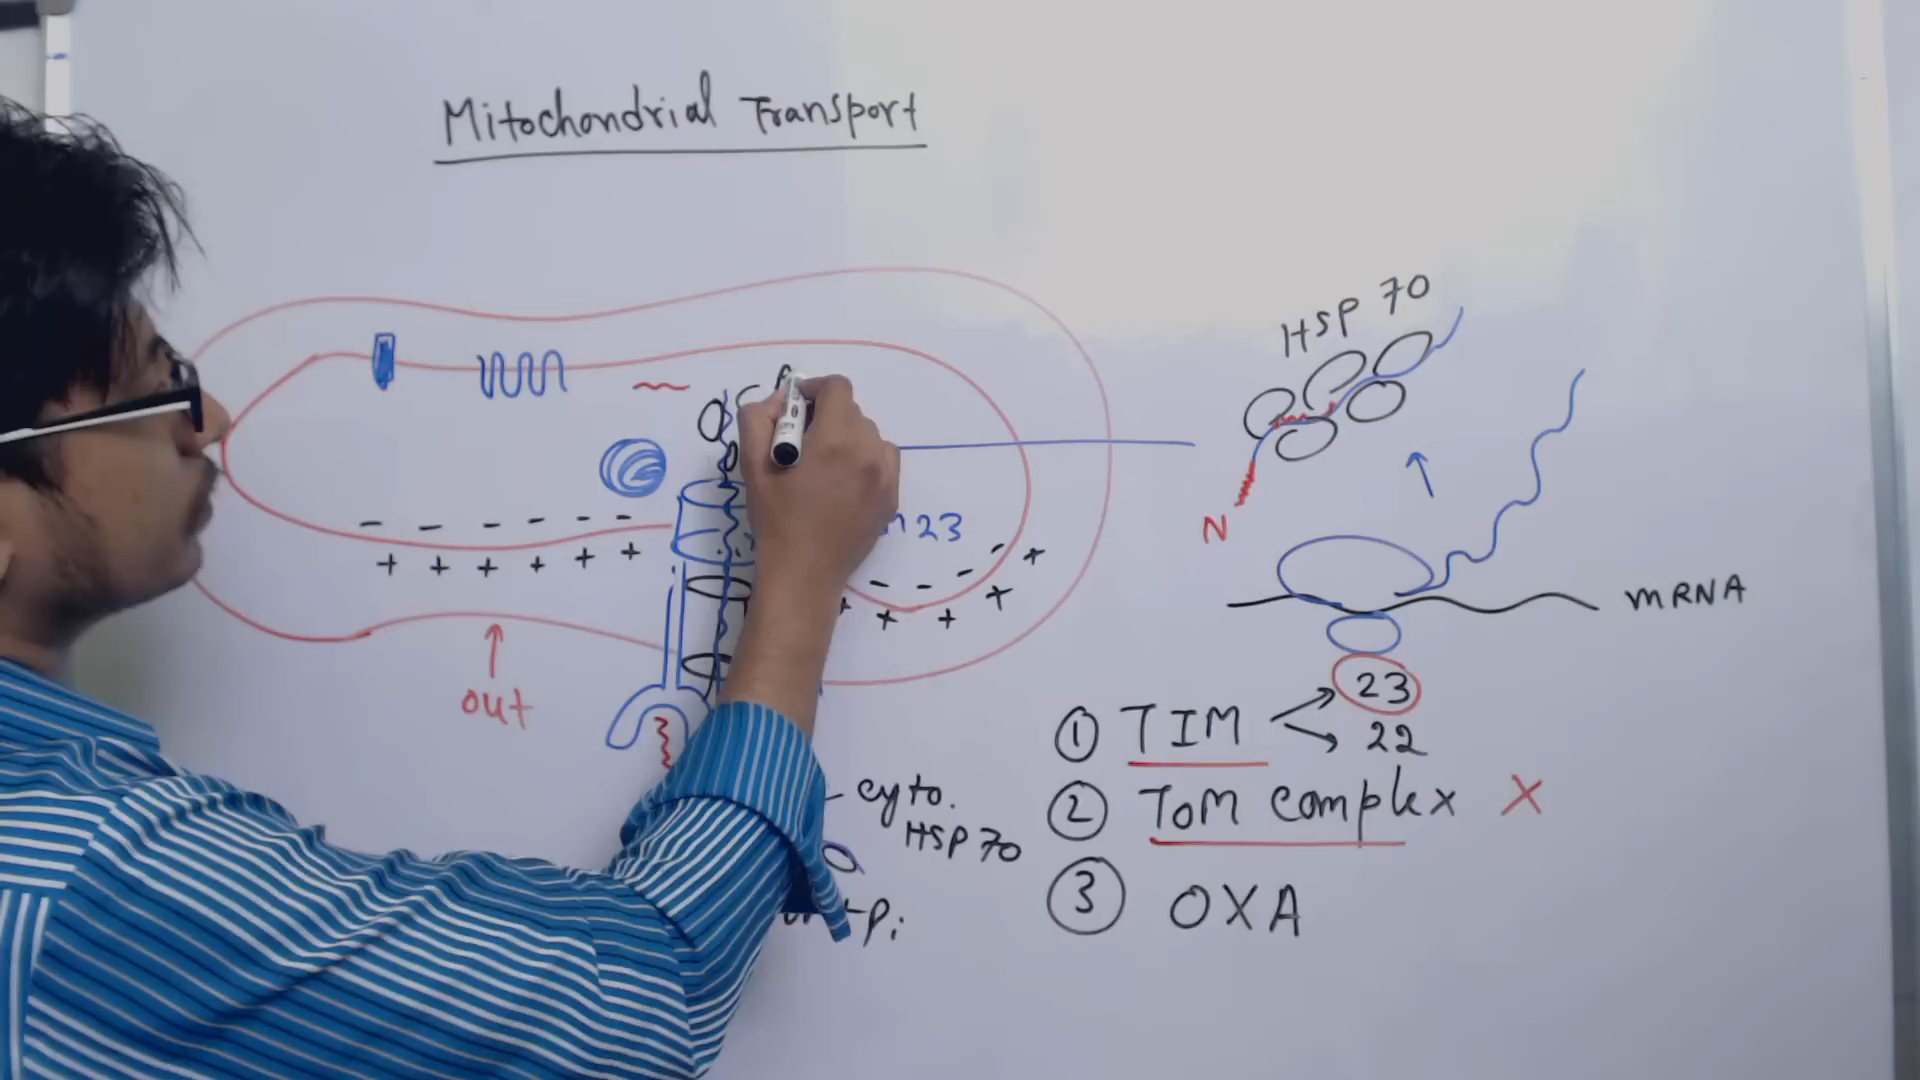 Mitochondrial Transport
HSP 70
N
23
mRNA
out
① TIM
23
22
② TOM complex X
cyto.
HSP 70
③ OXA
+Pi